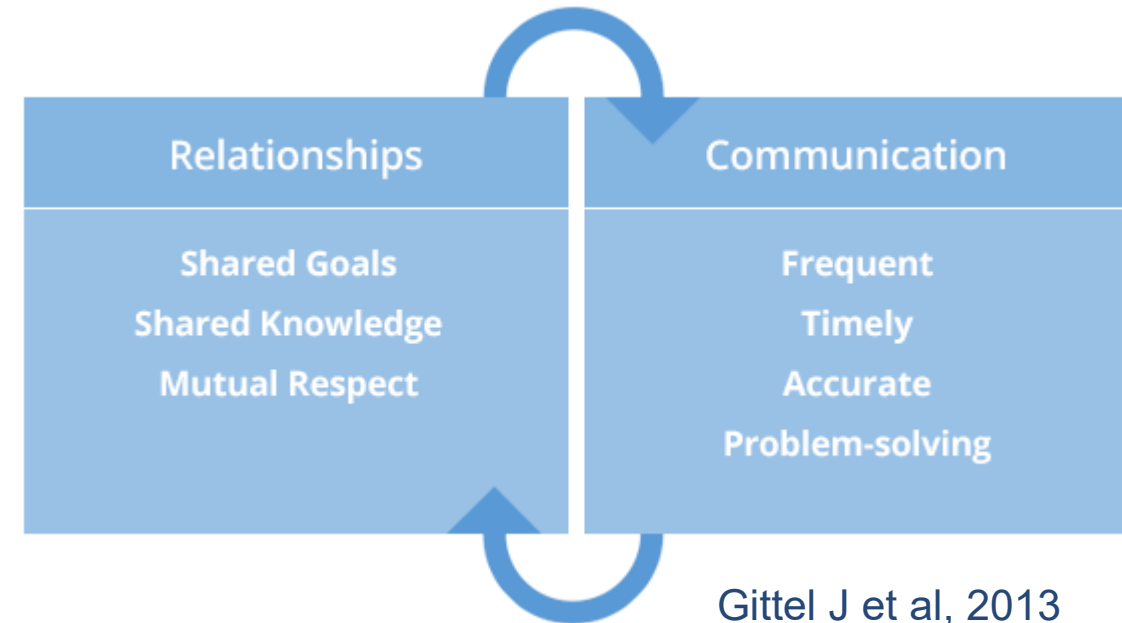 Relationships
Shared Goals
Shared Knowledge
Mutual Respect
Communication
Frequent
Timely
Accurate
Problem-solving
Gittel J et al, 2013